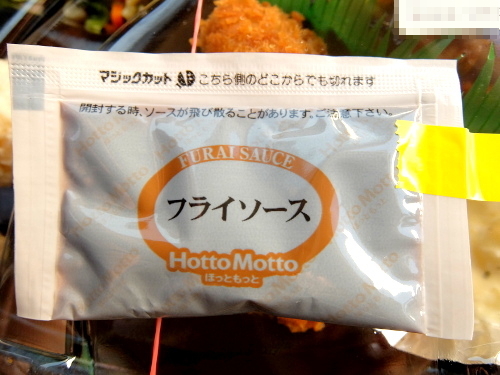 マジックカット こちら側のどこからでも切れます
開封する時、ソースが飛び散ることがあります。ご注意下さい。
FURAI SAUCE
フライソース
HottoMotto
ほっともっと